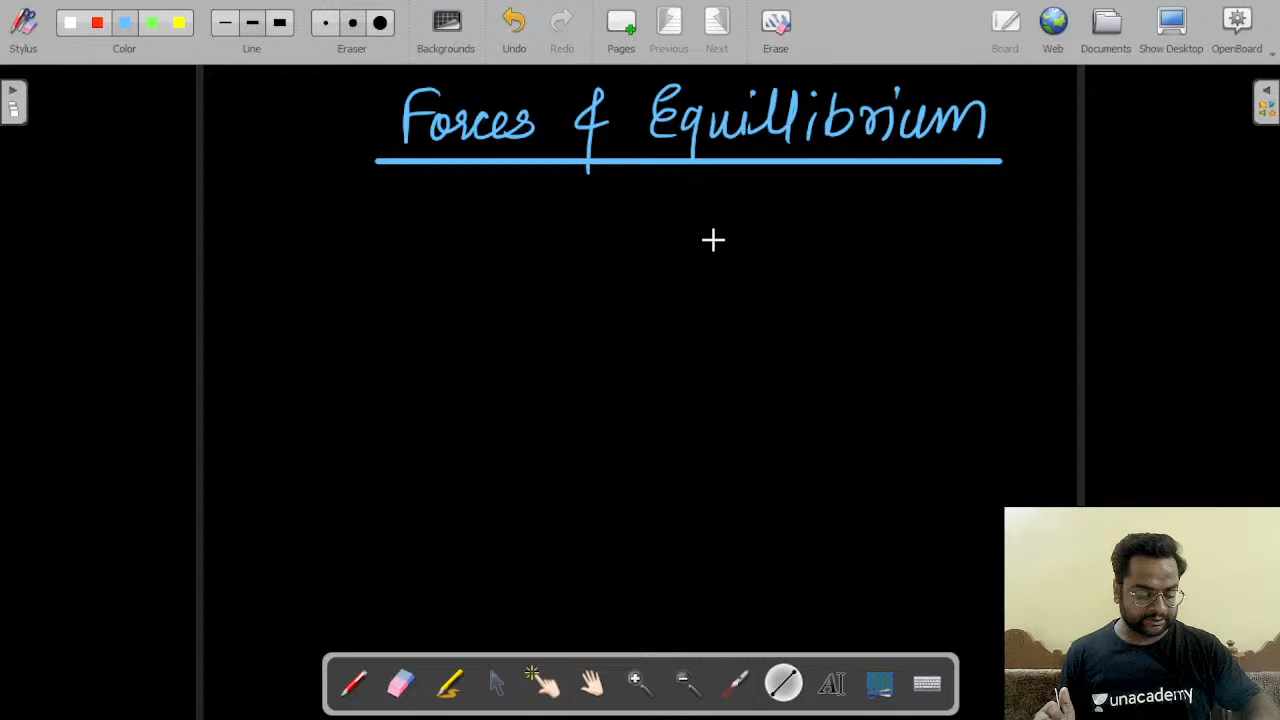 Stylus Color Line Eraser Backgrounds Undo Redo Pages Previous Next Erase Board Web Documents Show Desktop OpenBoard
Forces & Equillibrium
AI
unacademy